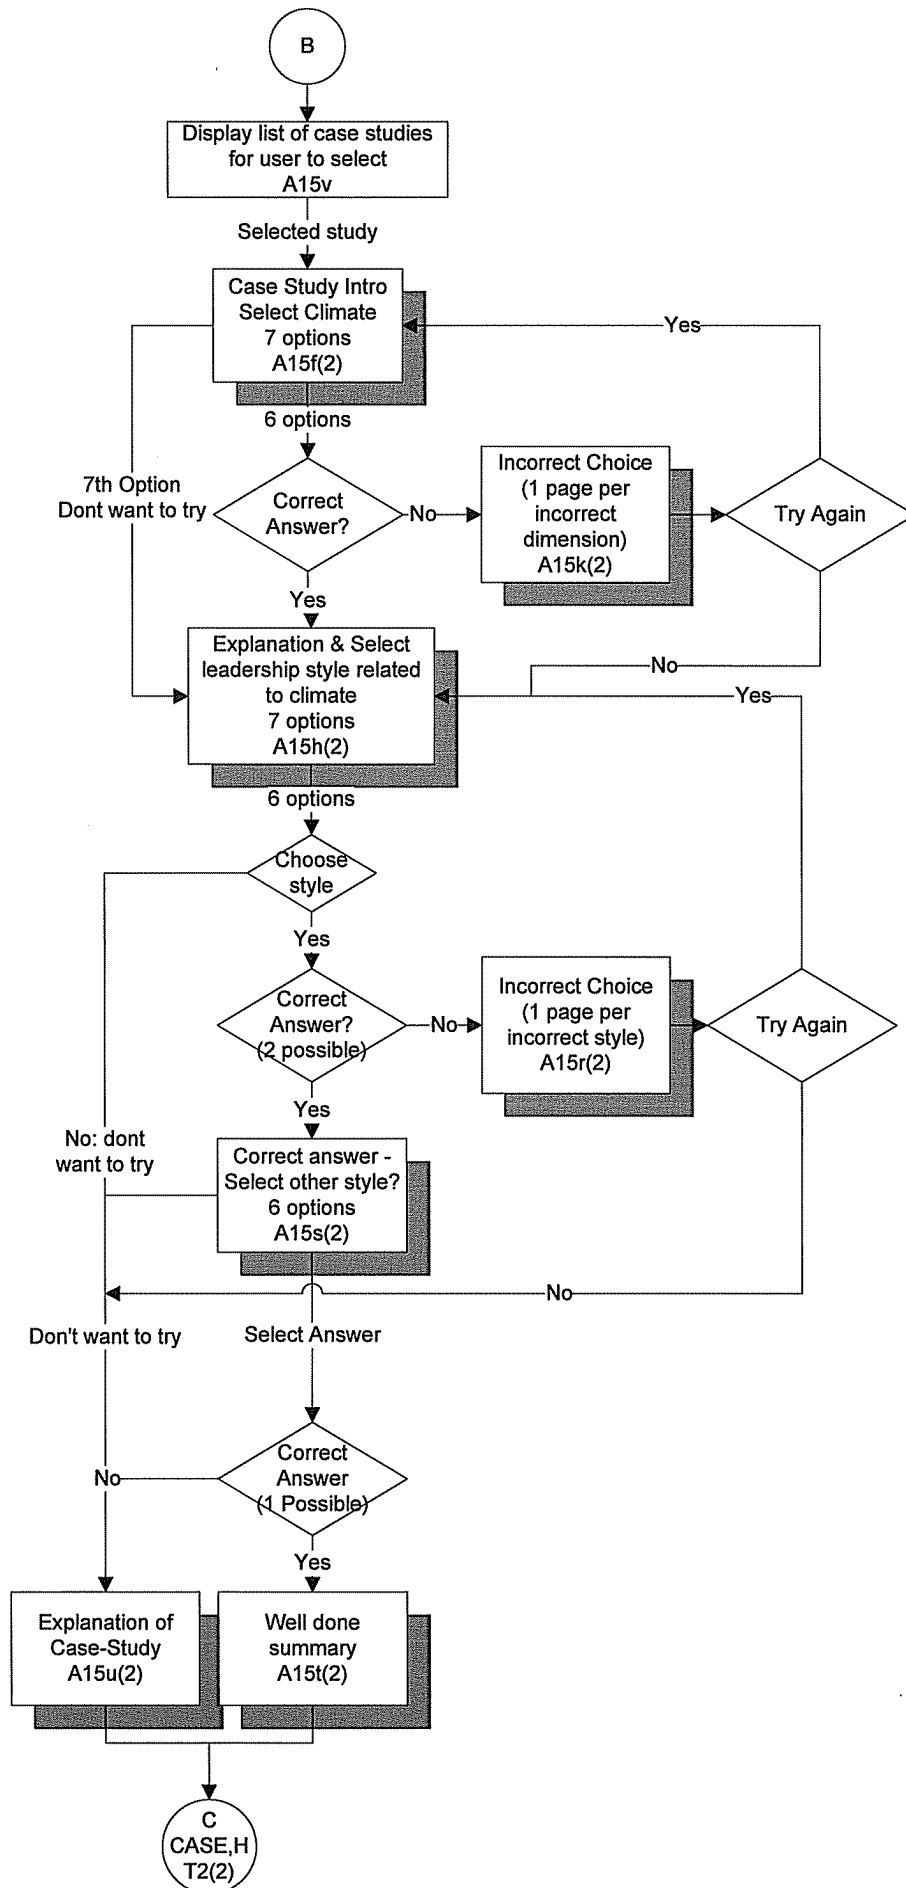 B
Display list of case studies
for user to select
A15v
Selected study
Case Study Intro
Select Climate
7 options
A15f(2)
Yes
6 options
7th Option
Dont want to try
Correct
Answer?
No
Incorrect Choice
(1 page per
incorrect
dimension)
A15k(2)
Try Again
Yes
No
Explanation & Select
leadership style related
to climate
7 options
A15h(2)
Yes
6 options
Choose
style
Yes
Correct
Answer?
(2 possible)
No
Incorrect Choice
(1 page per
incorrect style)
A15r(2)
Try Again
Yes
No: dont
want to try
Correct answer -
Select other style?
6 options
A15s(2)
No
Don't want to try
Select Answer
Correct
Answer
(1 Possible)
No
Yes
Explanation of
Case-Study
A15u(2)
Well done
summary
A15t(2)
C
CASE,H
T2(2)